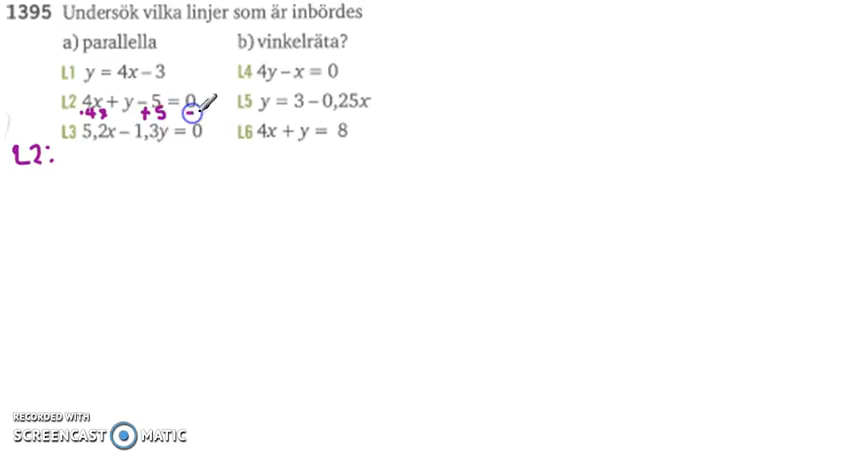 1395 Undersök vilka linjer som är inbördes
a) parallella b) vinkelräta?
L1 y = 4x – 3 L4 4y – x = 0
L2 4x + y – 5 = 0 L5 y = 3 – 0,25x
-4x +5 -
L3 5,2x – 1,3y = 0 L6 4x + y = 8
L2:
RECORDED WITH
SCREENCAST MATIC